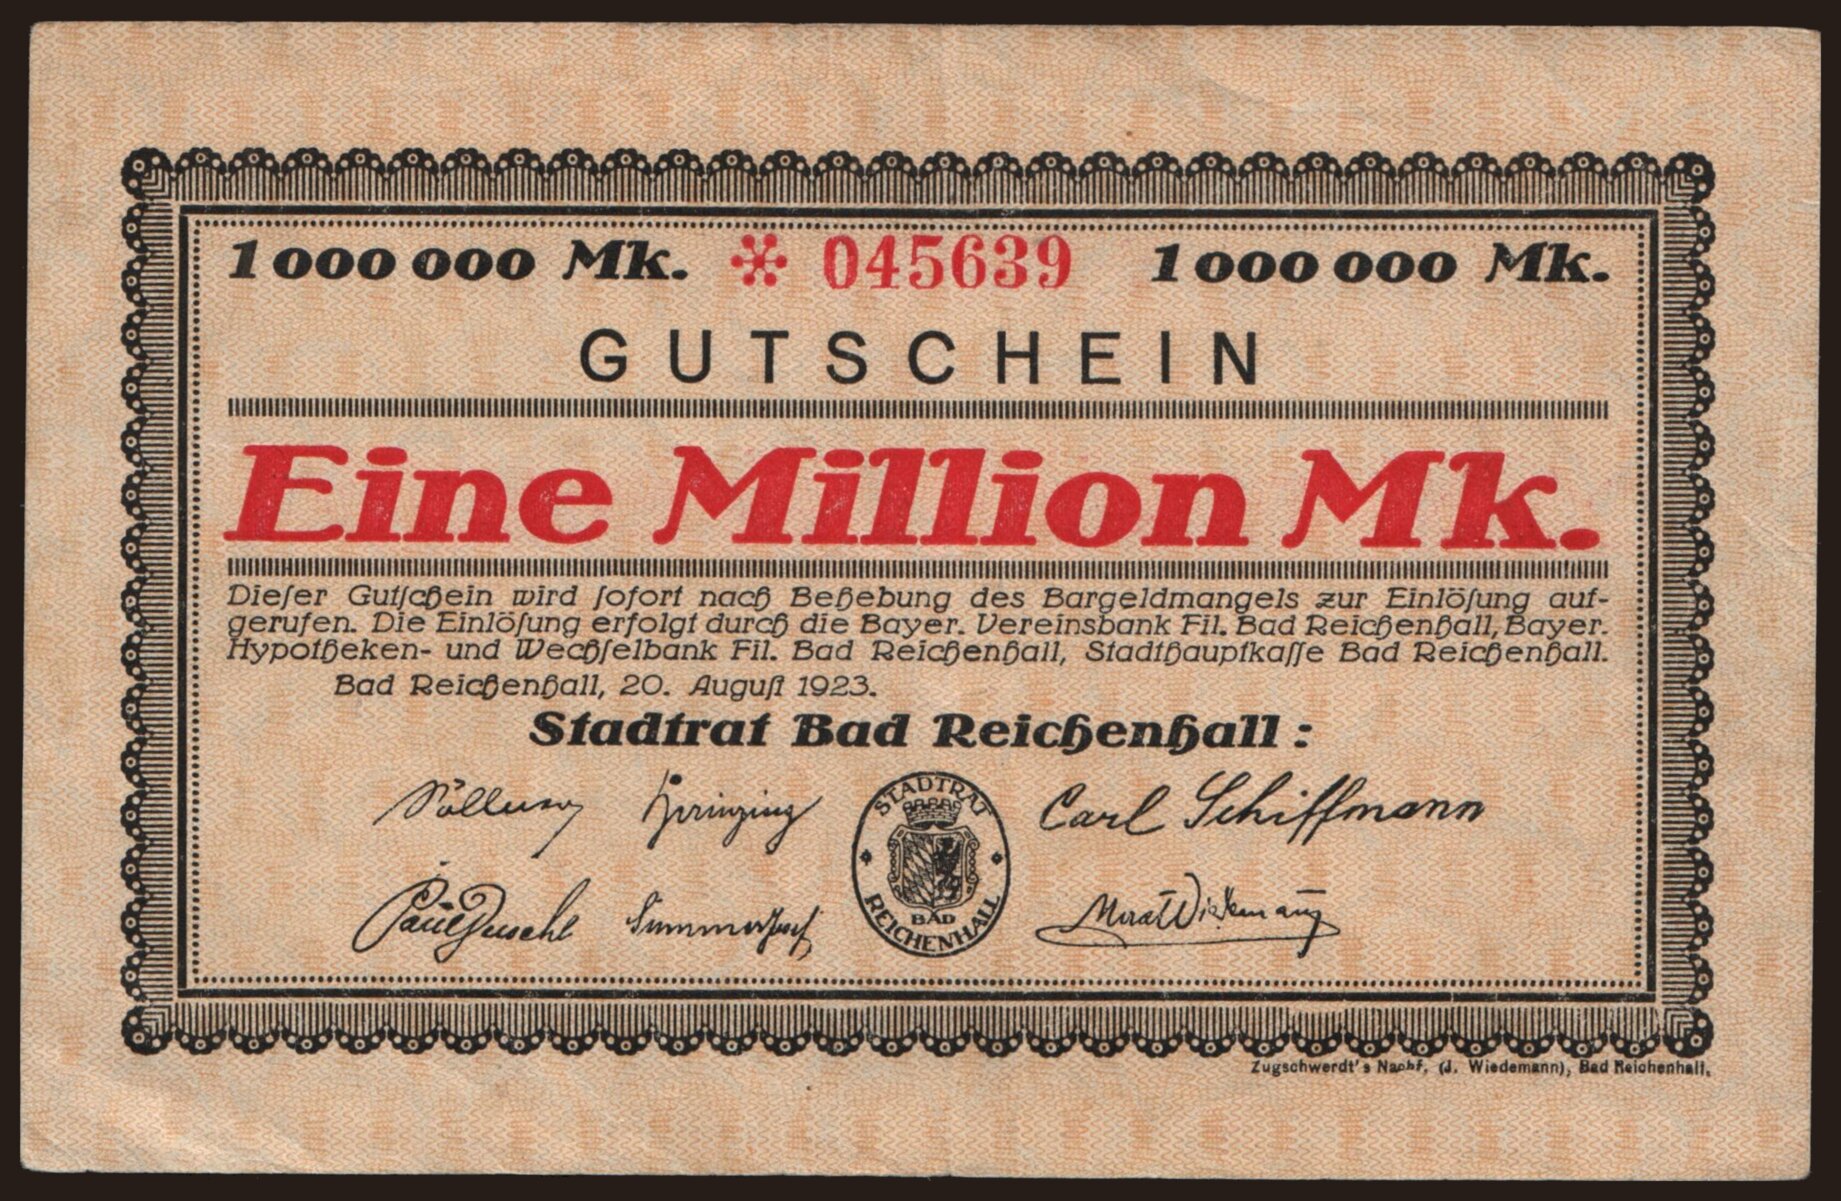 1 000 000 Mk. * 045639 1 000 000 Mk.
GUTSCHEIN
Eine Million Mk.
Dieſer Gutſchein wird ſofort nach Behebung des Bargeldmangels zur Einlöſung auf-
gerufen. Die Einlöſung erfolgt durch die Bayer. Vereinsbank Fil. Bad Reichenhall, Bayer.
Hypotheken- und Wechſelbank Fil. Bad Reichenhall, Stadthauptkaſſe Bad Reichenhall.
Bad Reichenhall, 20. Auguſt 1923.
Stadtrat Bad Reichenhall:
Carl Schiffmann
STADTRAT
BAD
REICHENHALL
Zugschwerdt's Nachf. (J. Wiedemann), Bad Reichenhall.